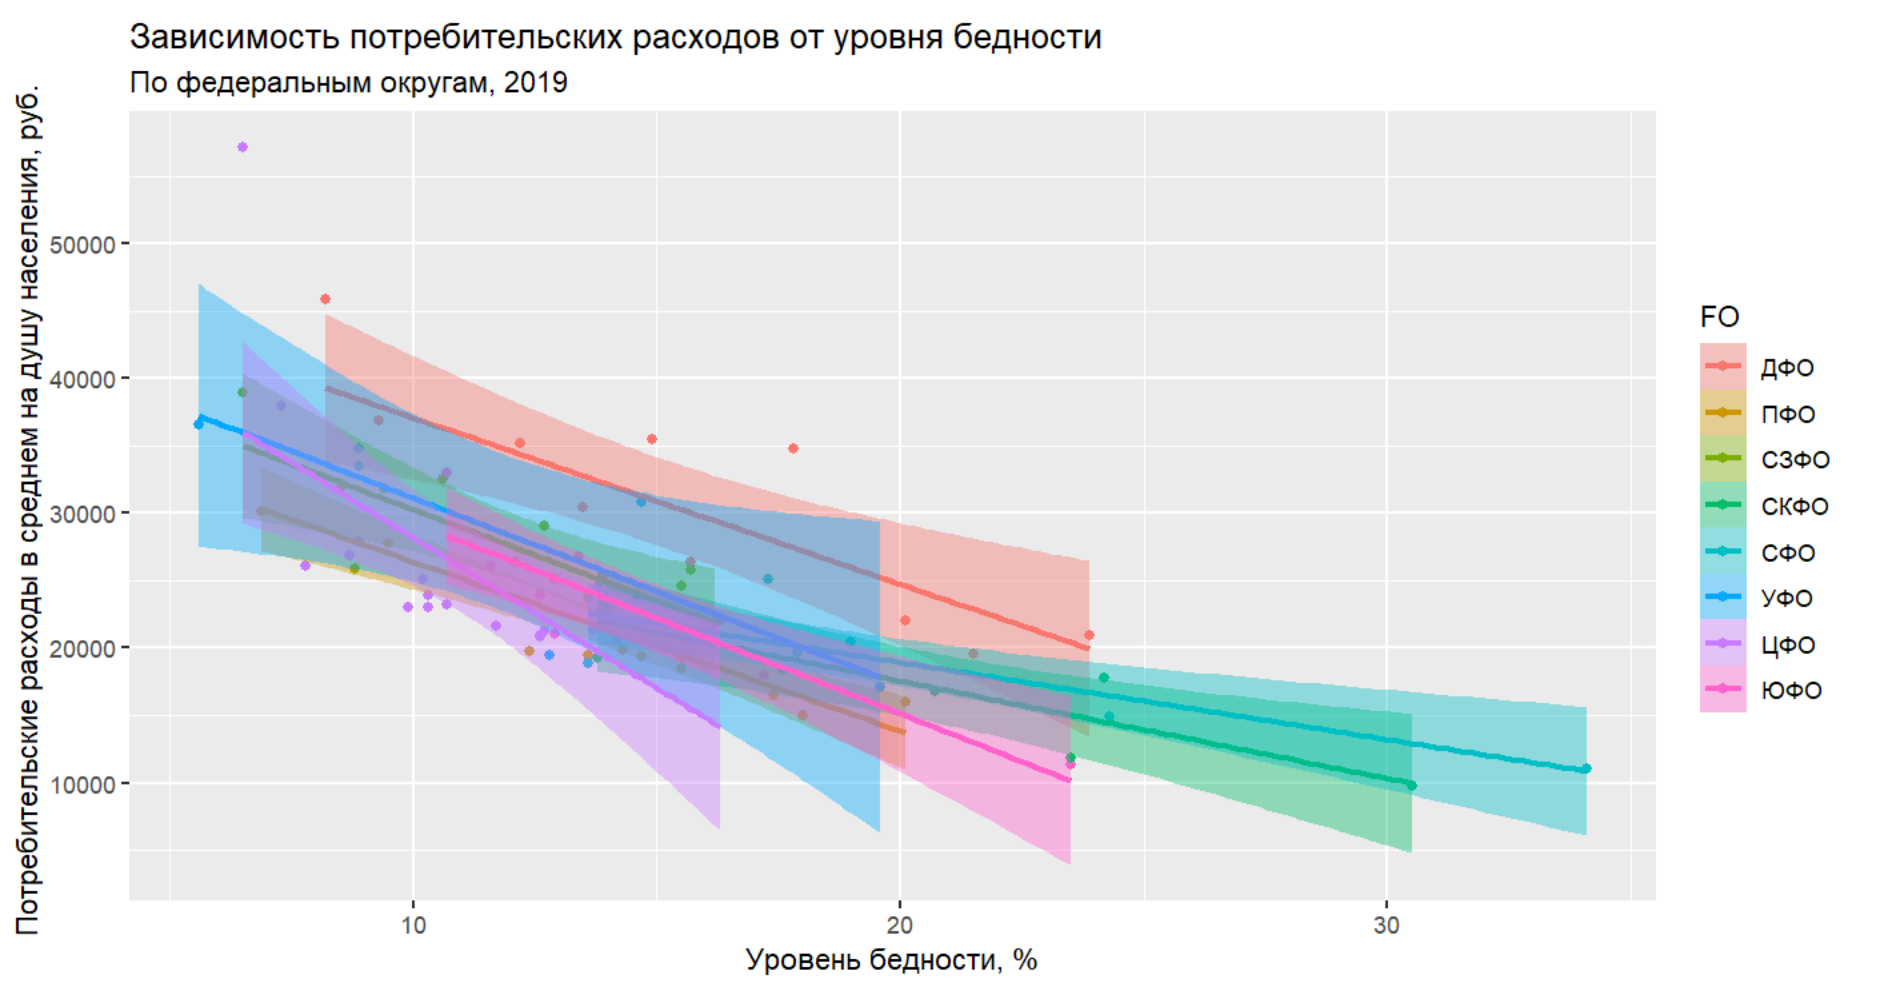 Зависимость потребительских расходов от уровня бедности
По федеральным округам, 2019
Потребительские расходы в среднем на душу населения, руб.
50000
40000
30000
20000
10000
10
20
30
Уровень бедности, %
FO
ДФО
ПФО
СЗФО
СКФО
СФО
УФО
ЦФО
ЮФО